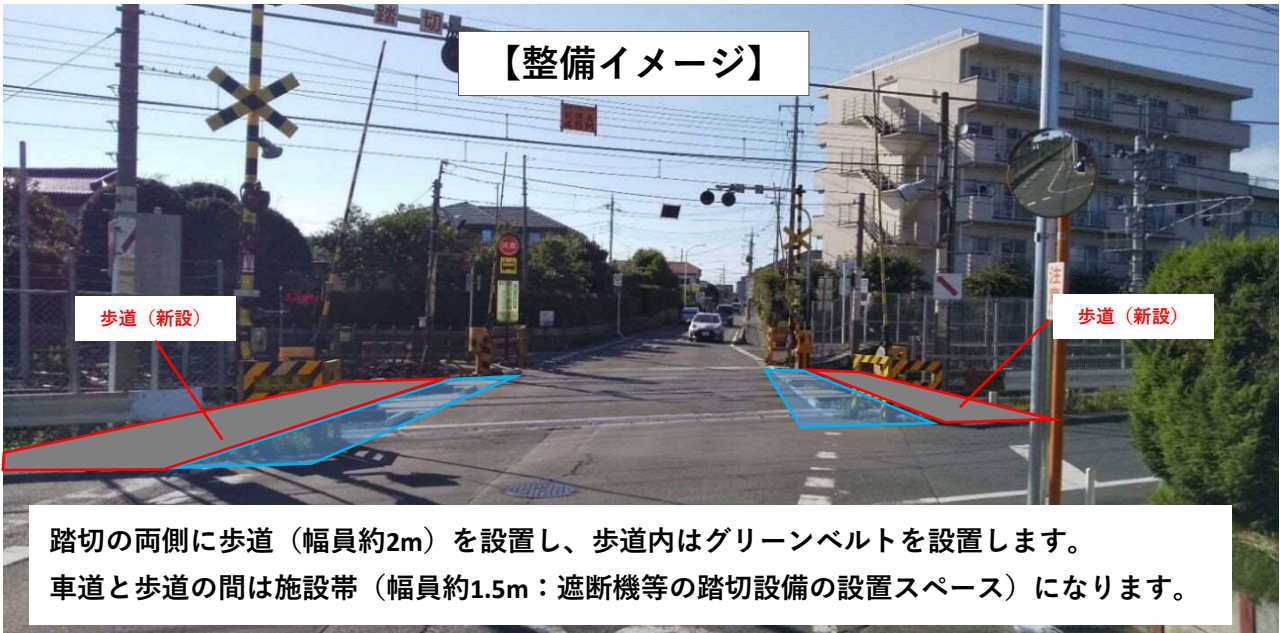 踏切
【整備イメージ】
歩道（新設）
歩道（新設）
注意
踏切の両側に歩道（幅員約2m）を設置し、歩道内はグリーンベルトを設置します。
車道と歩道の間は施設帯（幅員約1.5m：遮断機等の踏切設備の設置スペース）になります。